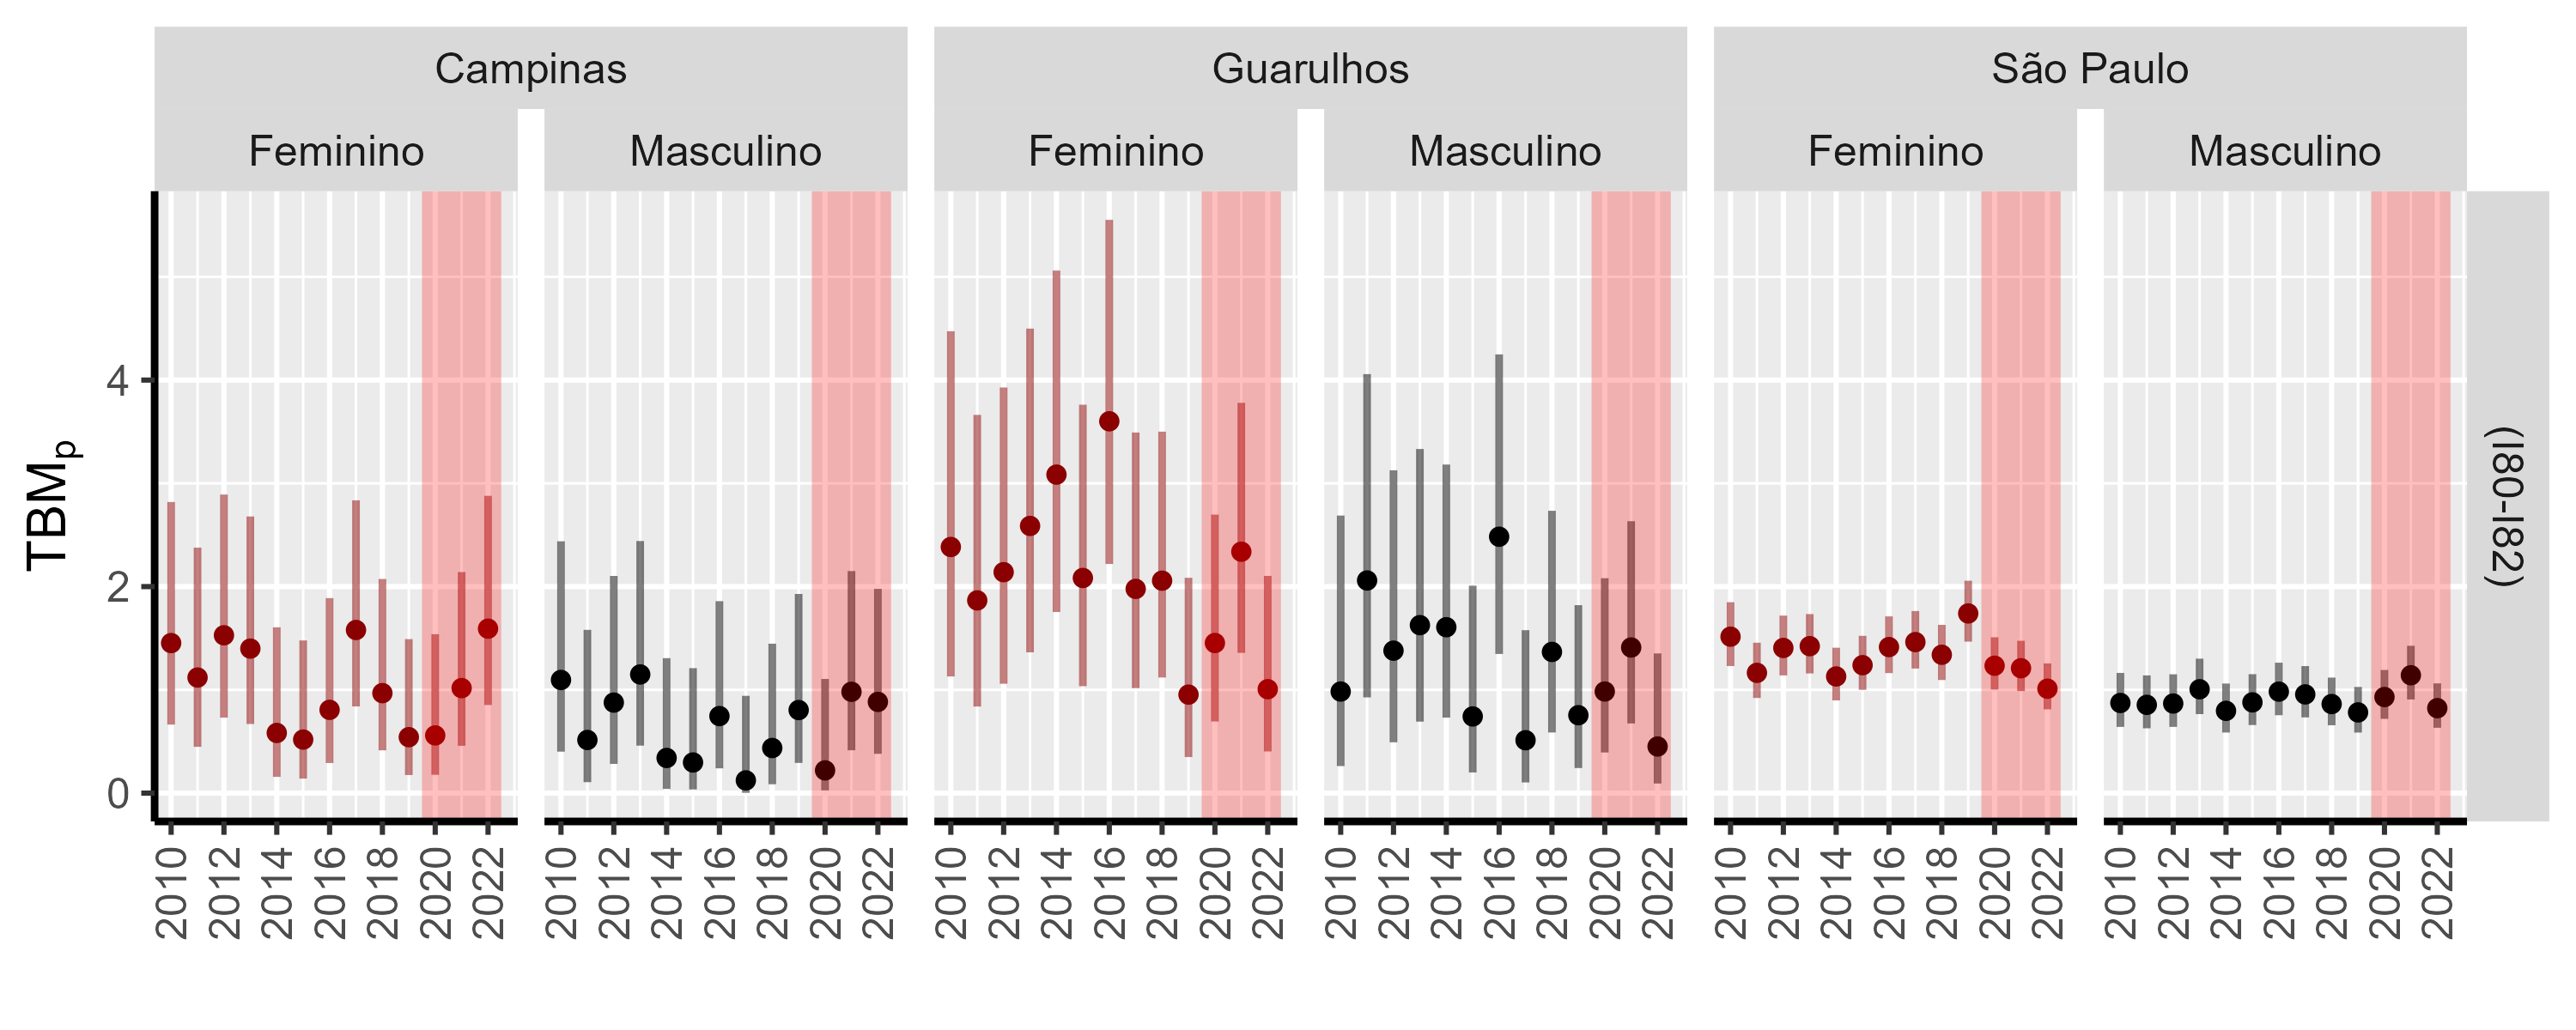 Campinas Guarulhos São Paulo
Feminino Masculino Feminino Masculino Feminino Masculino
TBMp
4
2
0
(I80-I82)
2010 2012 2014 2016 2018 2020 2022 2010 2012 2014 2016 2018 2020 2022 2010 2012 2014 2016 2018 2020 2022 2010 2012 2014 2016 2018 2020 2022 2010 2012 2014 2016 2018 2020 2022 2010 2012 2014 2016 2018 2020 2022